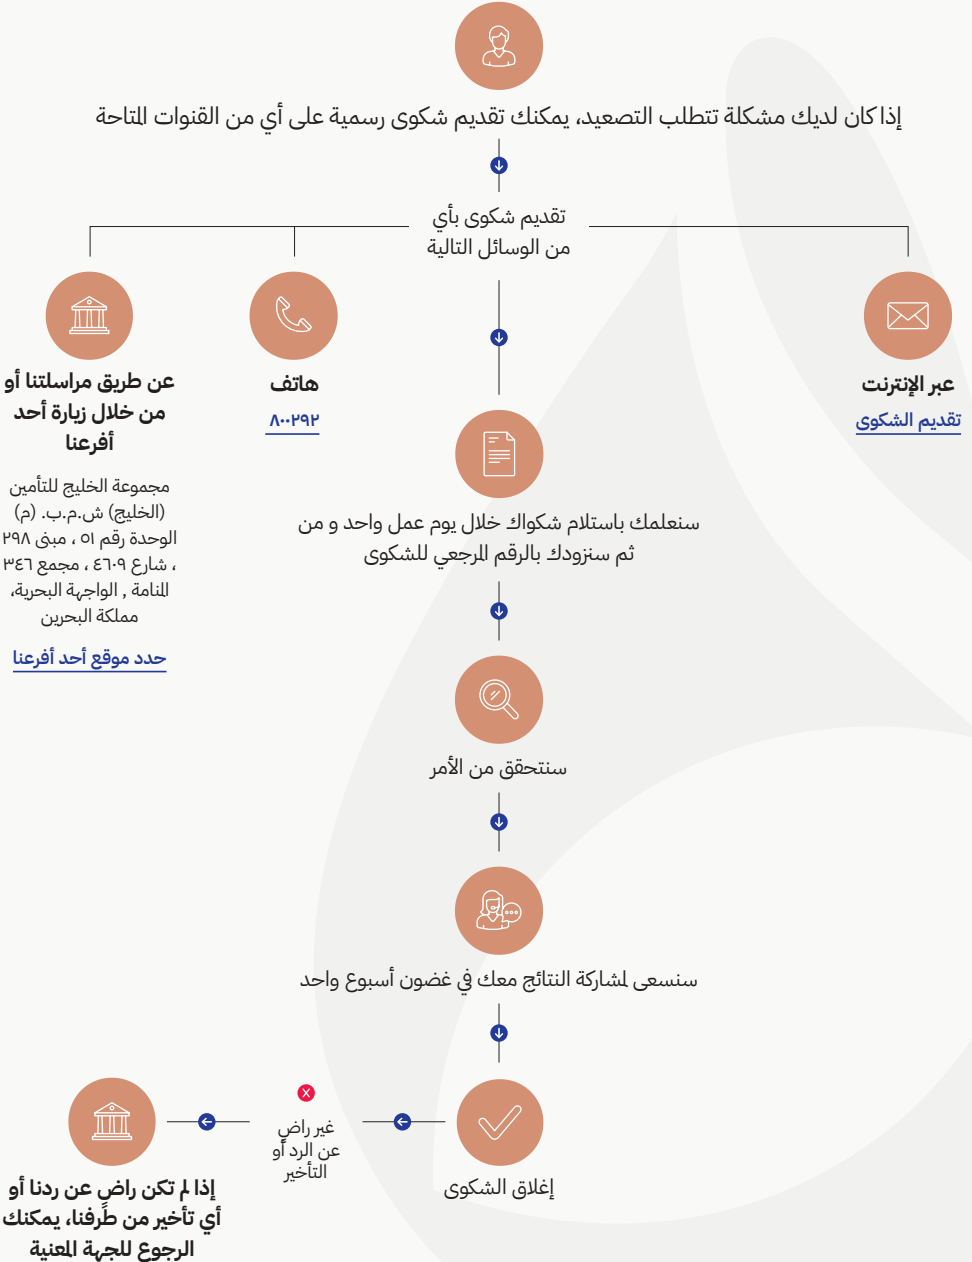 إذا كان لديك مشكلة تتطلب التصعيد، يمكنك تقديم شكوى رسمية على أي من القنوات المتاحة
تقديم شكوى بأي
من الوسائل التالية
عبر الإنترنت
تقديم الشكوى
هاتف
٨٠٠٢٩٢
عن طريق مراسلتنا أو
من خلال زيارة أحد
أفرعنا
مجموعة الخليج للتأمين
(الخليج) ش.م.ب. (م)
الوحدة رقم ٥١ ، مبنى ٢٩٨
، شارع ٤٦٠٩ ، مجمع ٣٤٦
المنامة , الواجهة البحرية،
مملكة البحرين
حدد موقع أحد أفرعنا
سنعلمك باستلام شكواك خلال يوم عمل واحد و من
ثم سنزودك بالرقم المرجعي للشكوى
سنتحقق من الأمر
سنسعى لمشاركة النتائج معك في غضون أسبوع واحد
إغلاق الشكوى
غير راضٍ
عن الرد أو
التأخير
إذا لم تكن راضٍ عن ردنا أو
أي تأخير من طرفنا، يمكنك
الرجوع للجهة المعنية